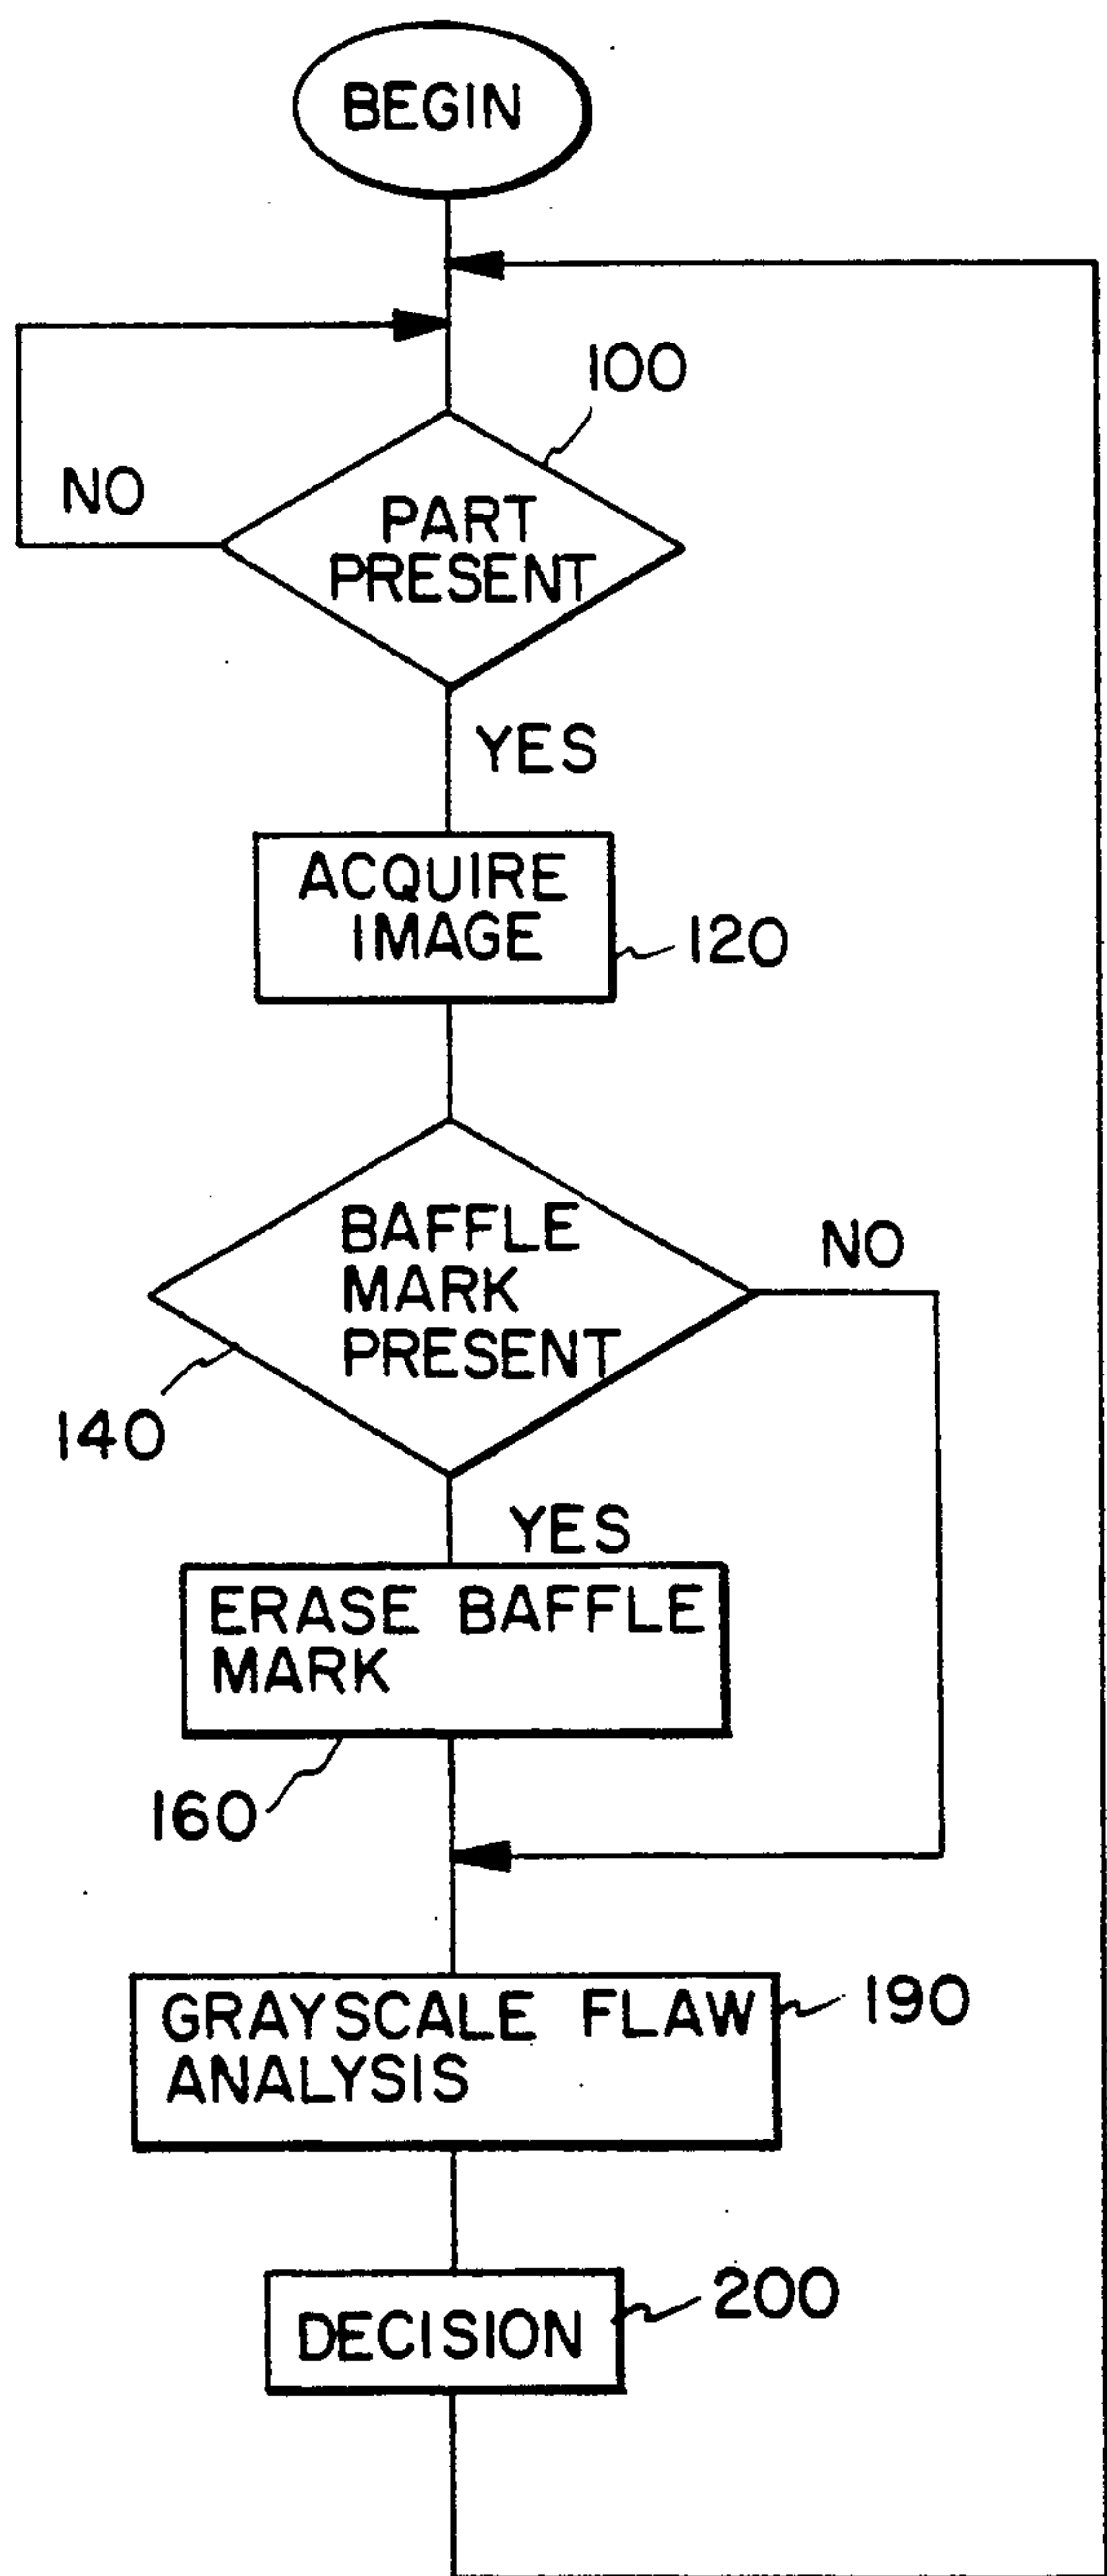 BEGIN
100
NO
PART
PRESENT
YES
ACQUIRE
IMAGE
120
BAFFLE
MARK
PRESENT
NO
140
YES
ERASE BAFFLE
MARK
160
GRAYSCALE FLAW
ANALYSIS
190
DECISION
200